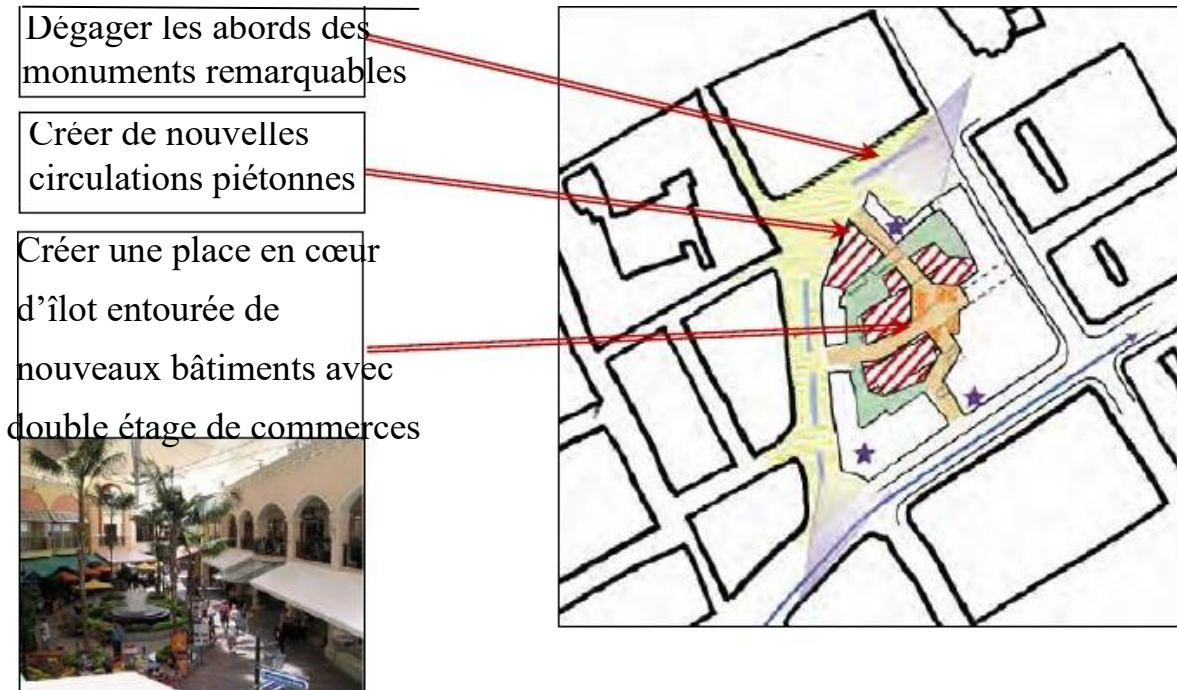 Dégager les abords des
monuments remarquables
Créer de nouvelles
circulations piétonnes
Créer une place en cœur
d’îlot entourée de
nouveaux bâtiments avec
double étage de commerces